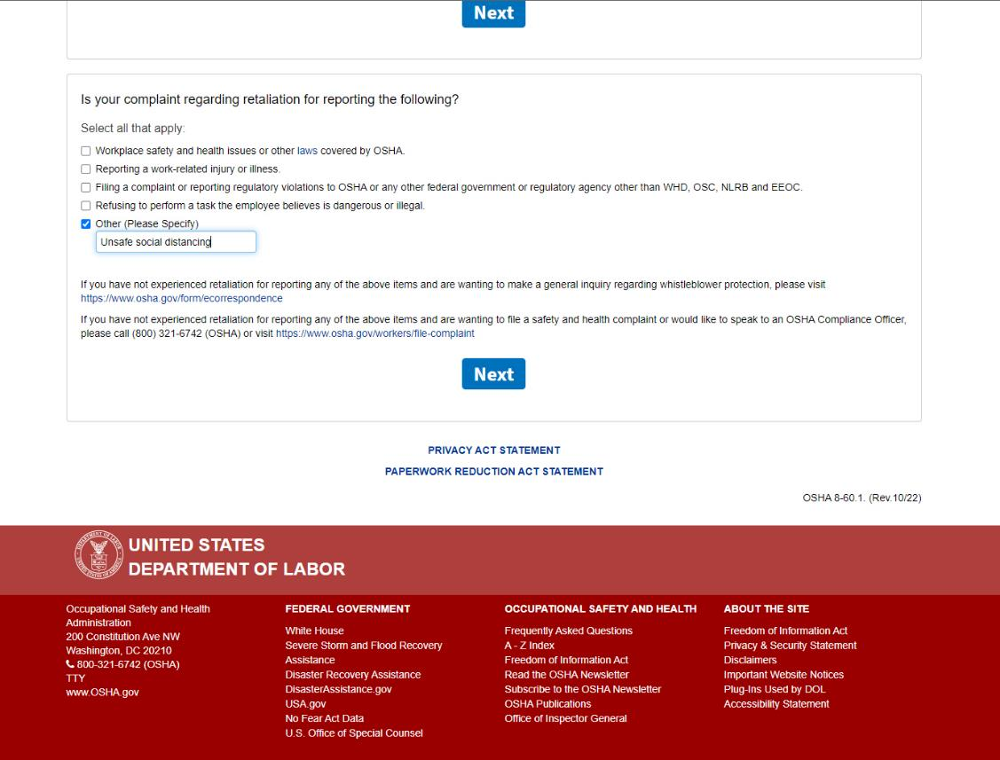 Next
Is your complaint regarding retaliation for reporting the following?
Select all that apply:
Workplace safety and health issues or other laws covered by OSHA.
Reporting a work-related injury or illness.
Filing a complaint or reporting regulatory violations to OSHA or any other federal government or regulatory agency other than WHD, OSC, NLRB and EEOC.
Refusing to perform a task the employee believes is dangerous or illegal.
Other (Please Specify)
Unsafe social distancing
If you have not experienced retaliation for reporting any of the above items and are wanting to make a general inquiry regarding whistleblower protection, please visit
https://www.osha.gov/form/ecorrespondence
If you have not experienced retaliation for reporting any of the above items and are wanting to file a safety and health complaint or would like to speak to an OSHA Compliance Officer,
please call (800) 321-6742 (OSHA) or visit https://www.osha.gov/workers/file-complaint
Next
PRIVACY ACT STATEMENT
PAPERWORK REDUCTION ACT STATEMENT
OSHA 8-60.1. (Rev.10/22)
UNITED STATES
DEPARTMENT OF LABOR
Occupational Safety and Health
Administration
200 Constitution Ave NW
Washington, DC 20210
800-321-6742 (OSHA)
TTY
www.OSHA.gov
FEDERAL GOVERNMENT
White House
Severe Storm and Flood Recovery
Assistance
Disaster Recovery Assistance
DisasterAssistance.gov
USA.gov
No Fear Act Data
U.S. Office of Special Counsel
OCCUPATIONAL SAFETY AND HEALTH
Frequently Asked Questions
A - Z Index
Freedom of Information Act
Read the OSHA Newsletter
Subscribe to the OSHA Newsletter
OSHA Publications
Office of Inspector General
ABOUT THE SITE
Freedom of Information Act
Privacy & Security Statement
Disclaimers
Important Website Notices
Plug-Ins Used by DOL
Accessibility Statement